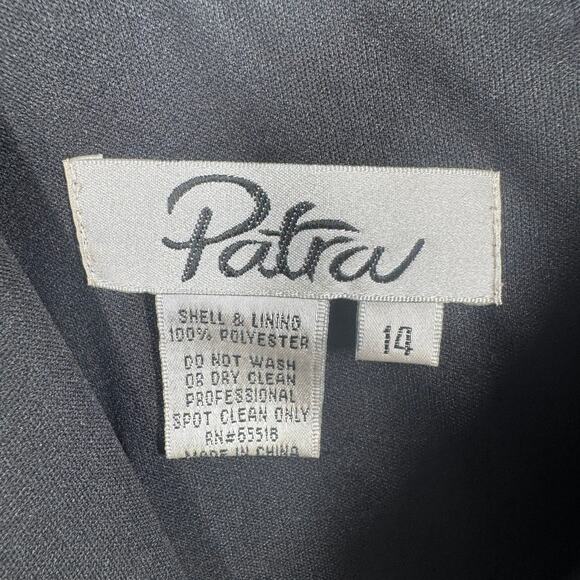 Patra
SHELL & LINING
100% POLYESTER
DO NOT WASH
OR DRY CLEAN
PROFESSIONAL
SPOT CLEAN ONLY
RN#65518
MADE IN CHINA
14